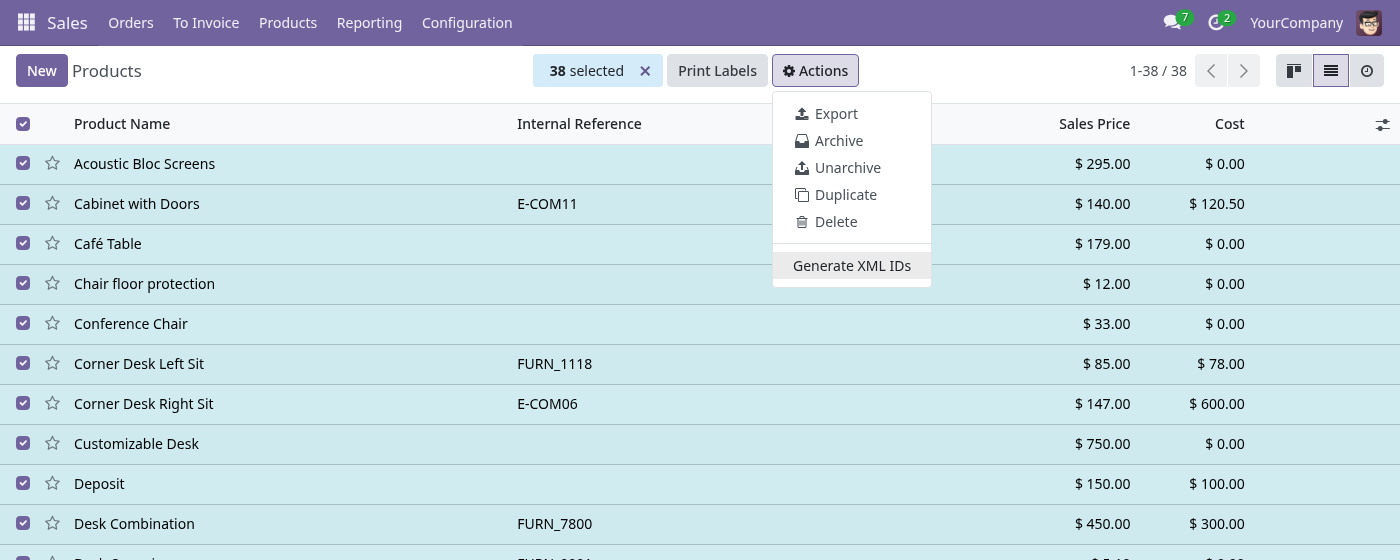 Sales Orders To Invoice Products Reporting Configuration 7 2 YourCompany
New Products 38 selected Print Labels Actions 1-38 / 38
Export
Archive
Unarchive
Duplicate
Delete
Generate XML IDs
Product Name Internal Reference Sales Price Cost
Acoustic Bloc Screens $ 295.00 $ 0.00
Cabinet with Doors E-COM11 $ 140.00 $ 120.50
Café Table $ 179.00 $ 0.00
Chair floor protection $ 12.00 $ 0.00
Conference Chair $ 33.00 $ 0.00
Corner Desk Left Sit FURN_1118 $ 85.00 $ 78.00
Corner Desk Right Sit E-COM06 $ 147.00 $ 600.00
Customizable Desk $ 750.00 $ 0.00
Deposit $ 150.00 $ 100.00
Desk Combination FURN_7800 $ 450.00 $ 300.00